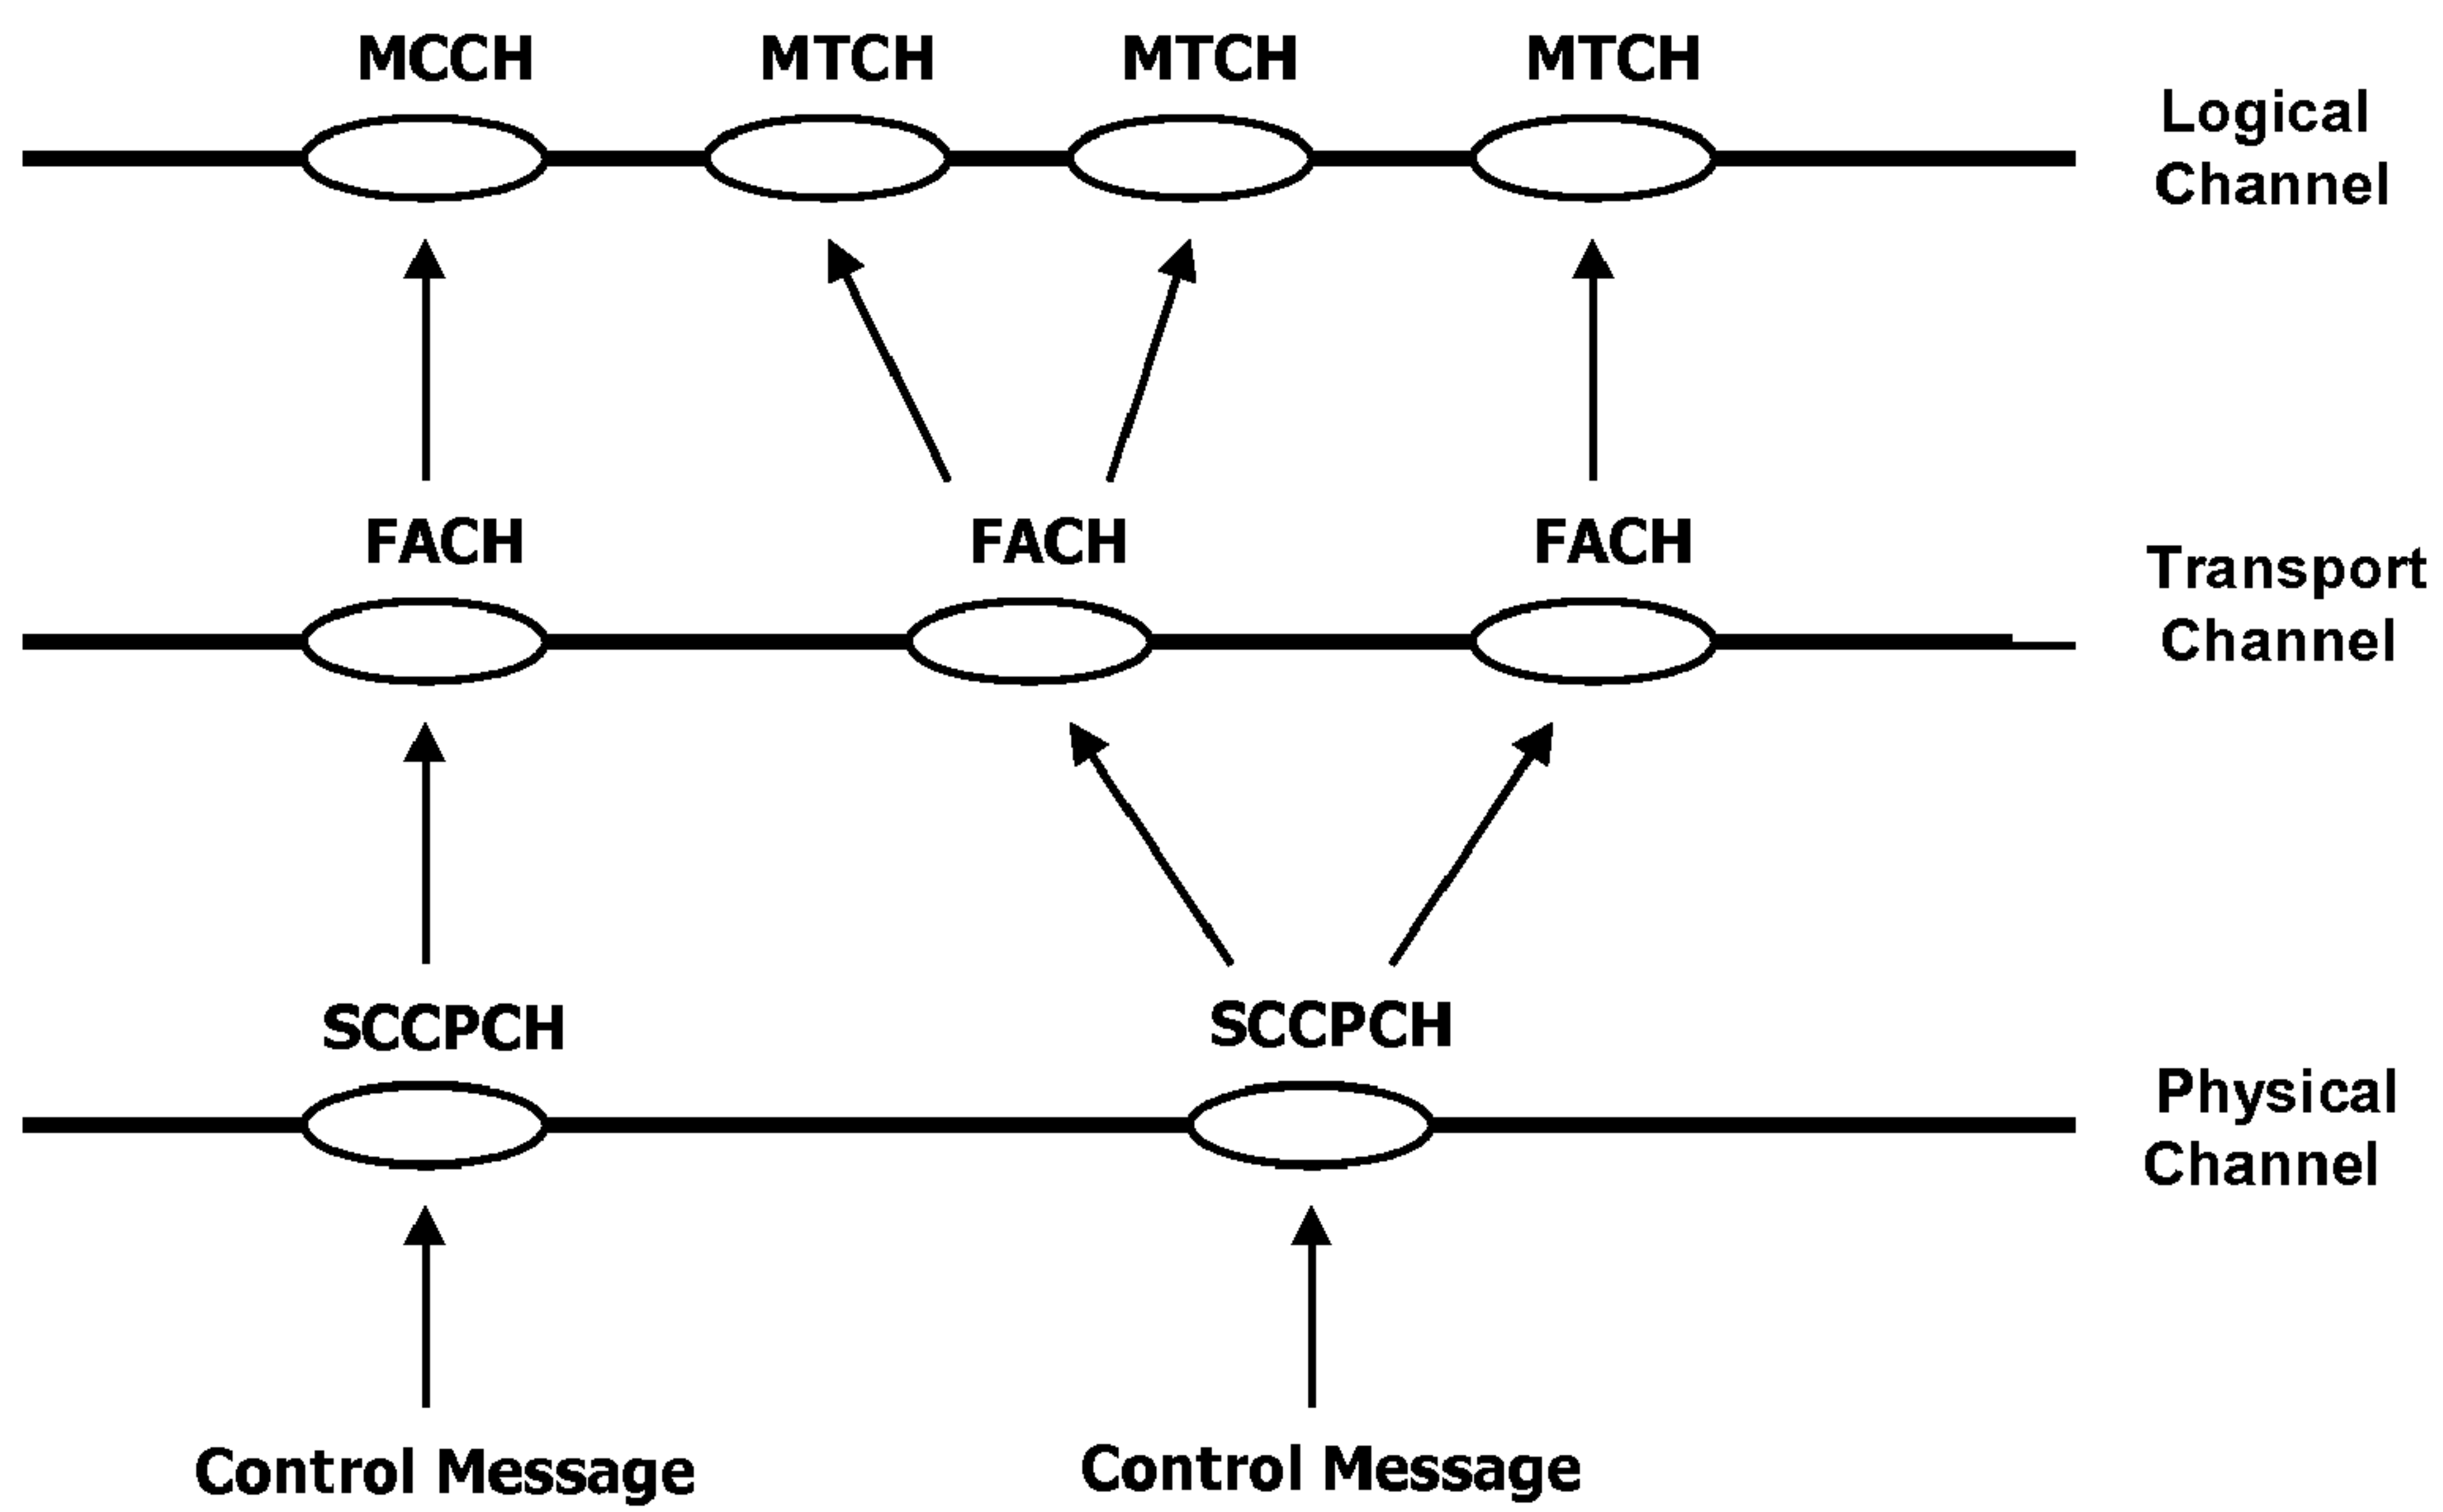 MCCH MTCH MTCH MTCH
Logical
Channel
FACH FACH FACH
Transport
Channel
SCCPCH SCCPCH
Physical
Channel
Control Message Control Message